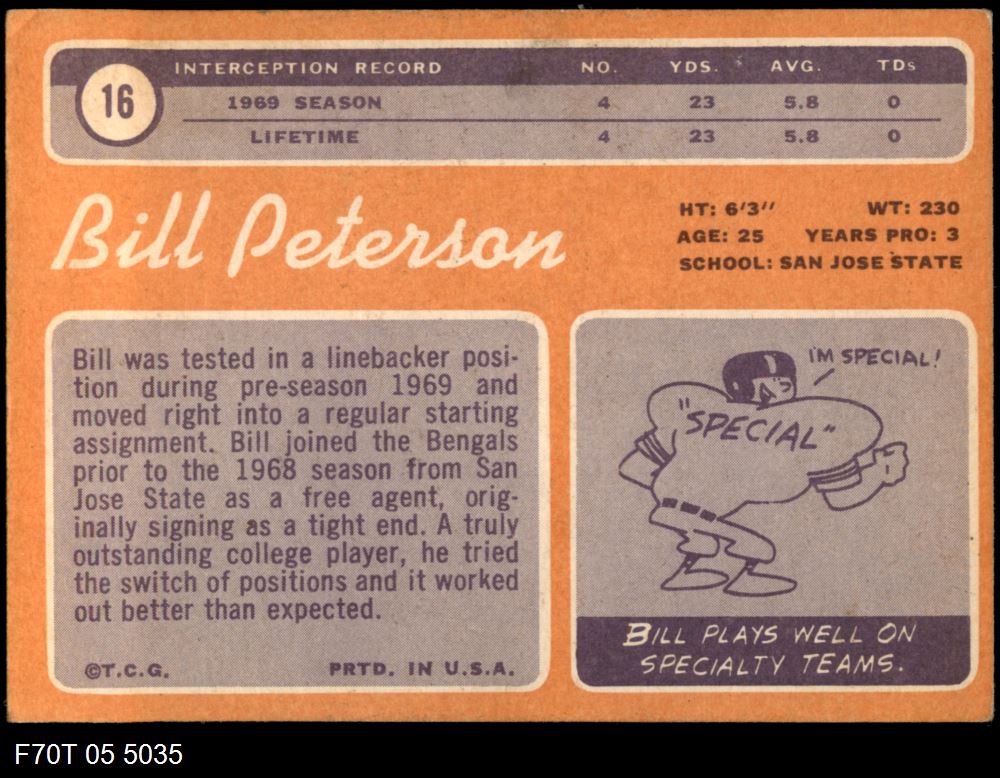 16
INTERCEPTION RECORD NO. YDS. AVG. TDs
1969 SEASON 4 23 5.8 0
LIFETIME 4 23 5.8 0
Bill Peterson
HT: 6'3" WT: 230
AGE: 25 YEARS PRO: 3
SCHOOL: SAN JOSE STATE
Bill was tested in a linebacker posi-
tion during pre-season 1969 and
moved right into a regular starting
assignment. Bill joined the Bengals
prior to the 1968 season from San
Jose State as a free agent, orig-
inally signing as a tight end. A truly
outstanding college player, he tried
the switch of positions and it worked
out better than expected.
©T.C.G. PRTD. IN U.S.A.
I'M SPECIAL!
"SPECIAL"
BILL PLAYS WELL ON
SPECIALTY TEAMS.
F70T 05 5035